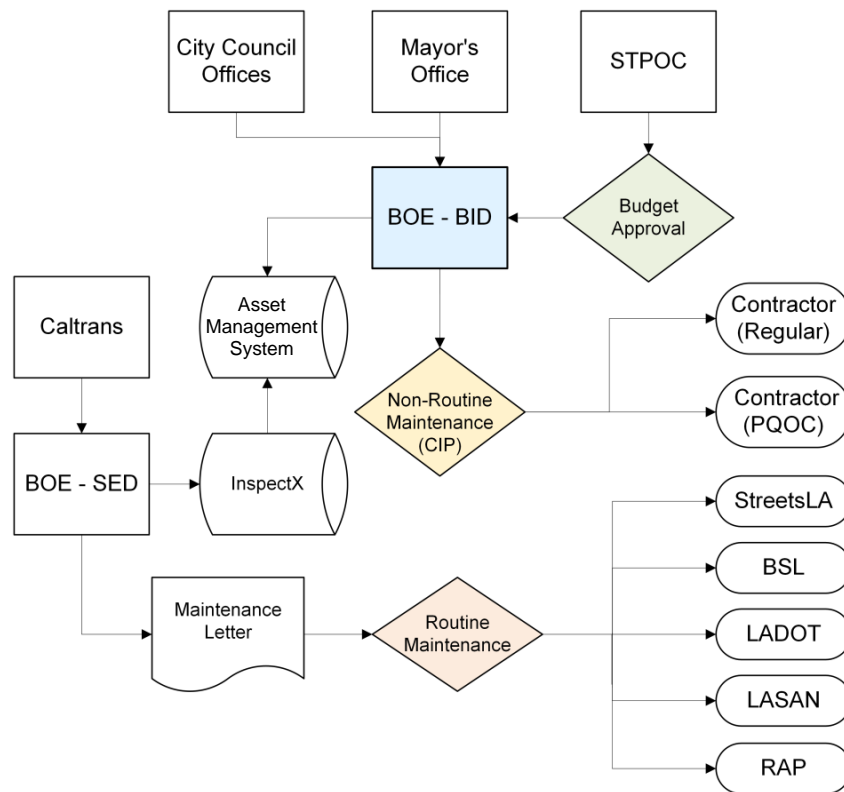 City Council
Offices
Mayor's
Office
STPOC
BOE - BID
Budget
Approval
Caltrans
Asset
Management
System
Contractor
(Regular)
Non-Routine
Maintenance
(CIP)
Contractor
(PQOC)
BOE - SED
InspectX
StreetsLA
BSL
Maintenance
Letter
Routine
Maintenance
LADOT
LASAN
RAP